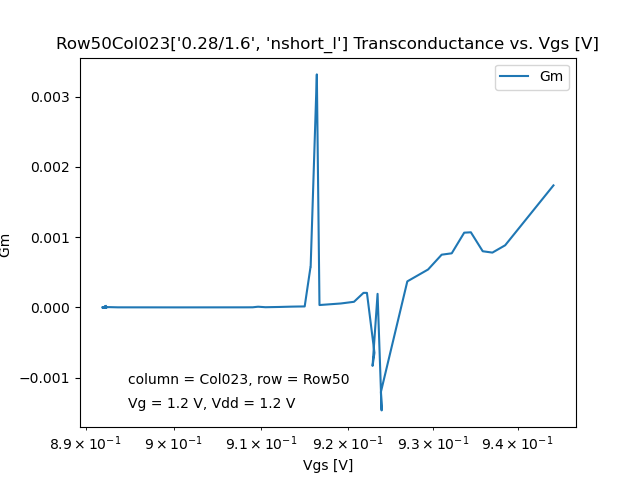 Row50Col023['0.28/1.6', 'nshort_l'] Transconductance vs. Vgs [V]
Gm
0.003
0.002
0.001
0.000
−0.001
Gm
column = Col023, row = Row50
Vg = 1.2 V, Vdd = 1.2 V
8.9 × 10⁻¹ 9 × 10⁻¹ 9.1 × 10⁻¹ 9.2 × 10⁻¹ 9.3 × 10⁻¹ 9.4 × 10⁻¹
Vgs [V]